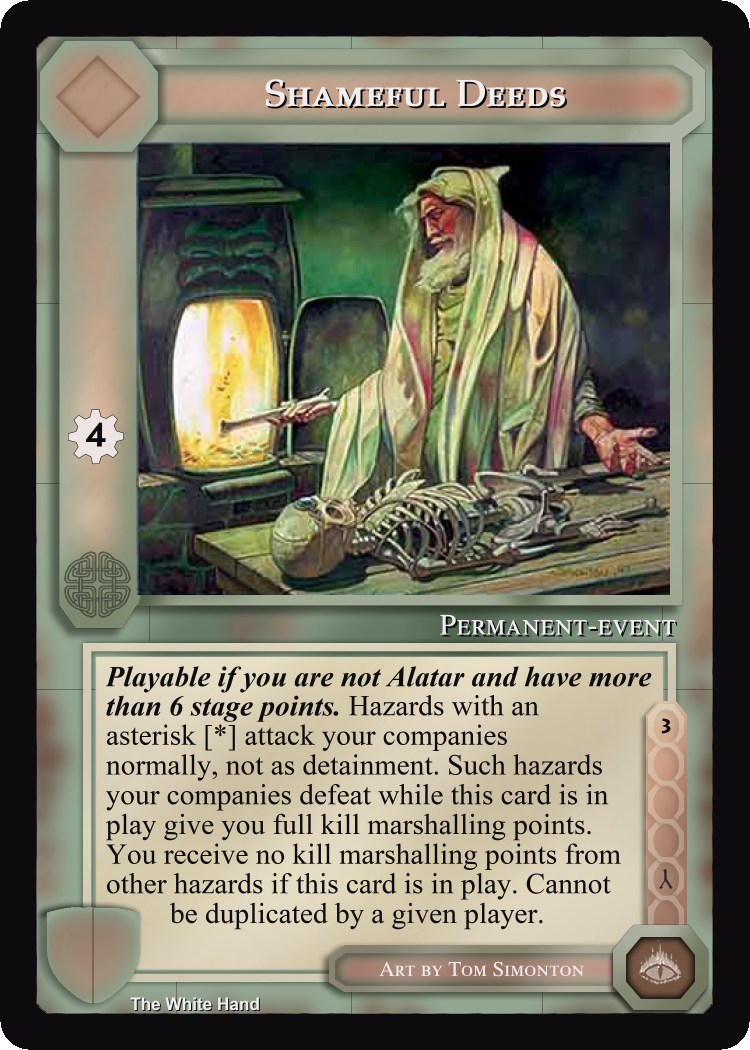 Shameful Deeds
4
Permanent-event
Playable if you are not Alatar and have more
than 6 stage points. Hazards with an
asterisk [*] attack your companies
normally, not as detainment. Such hazards
your companies defeat while this card is in
play give you full kill marshalling points.
You receive no kill marshalling points from
other hazards if this card is in play. Cannot
be duplicated by a given player.
3
Art by Tom Simonton
The White Hand